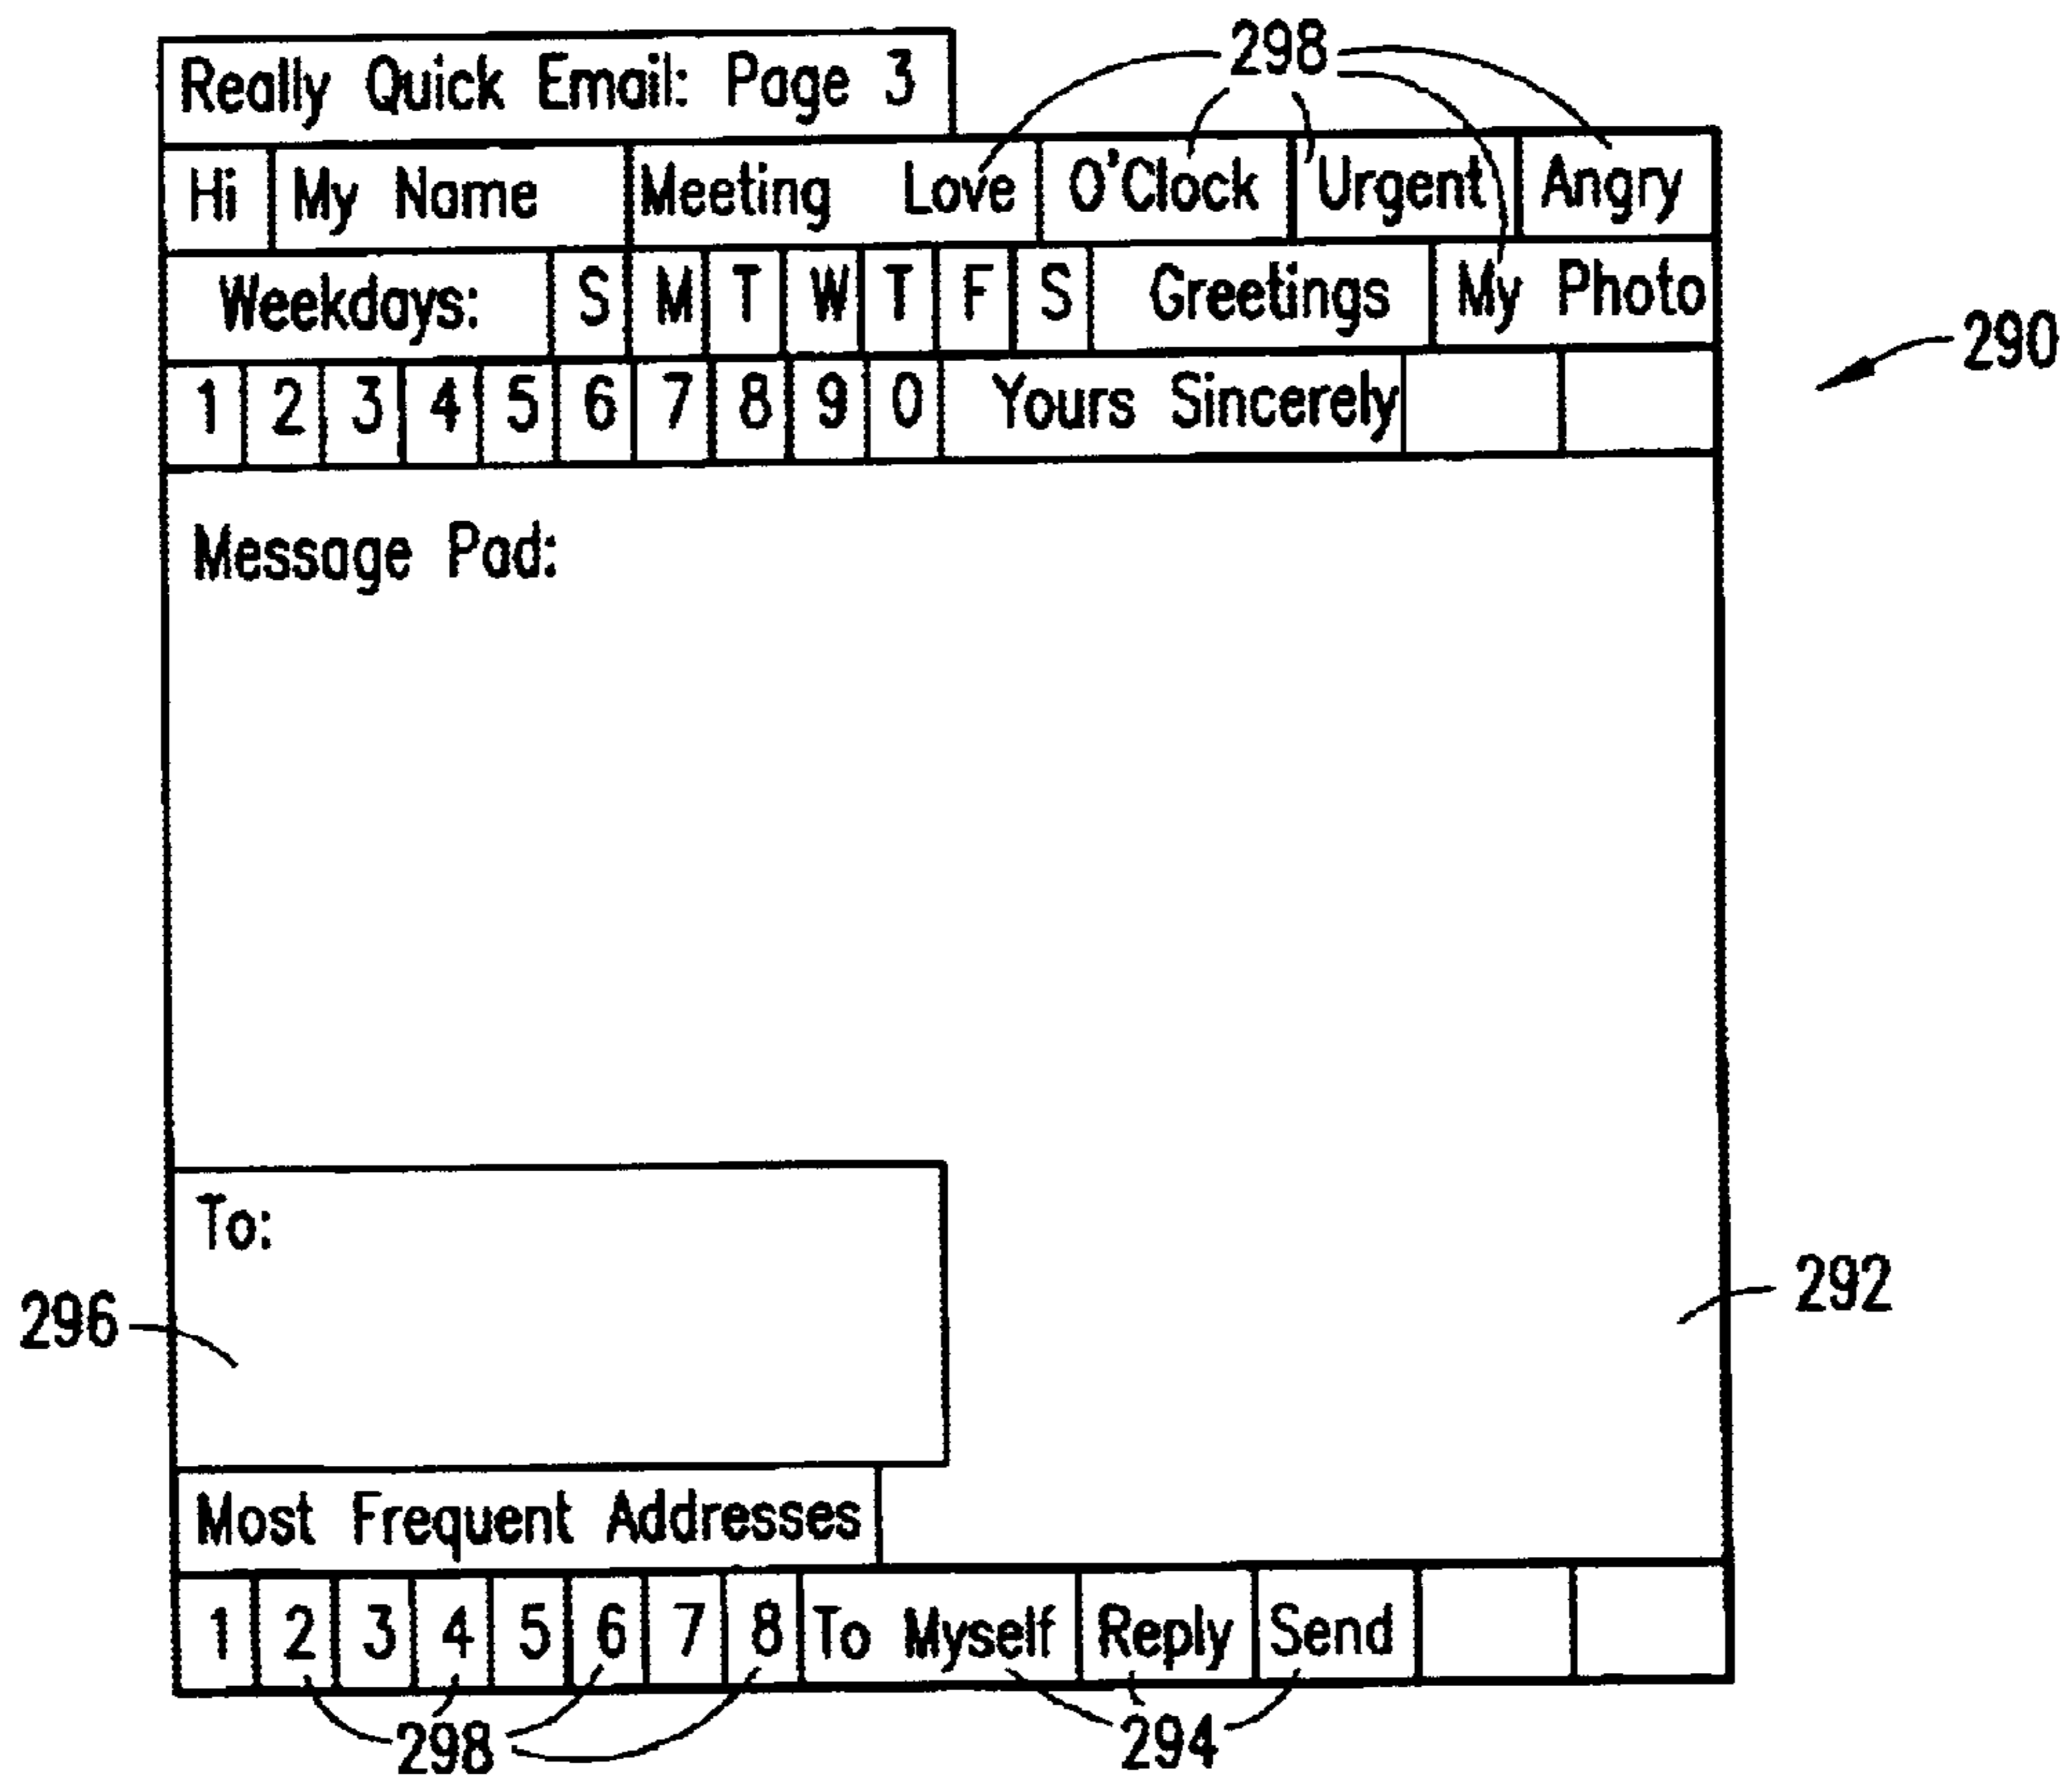 298
Really Quick Email: Page 3
Hi My Name Meeting Love O'Clock Urgent Angry
Weekdays: S M T W T F S Greetings My Photo
290
1 2 3 4 5 6 7 8 9 0 Yours Sincerely
Message Pad:
To:
292
296
Most Frequent Addresses
1 2 3 4 5 6 7 8 To Myself Reply Send
298 294